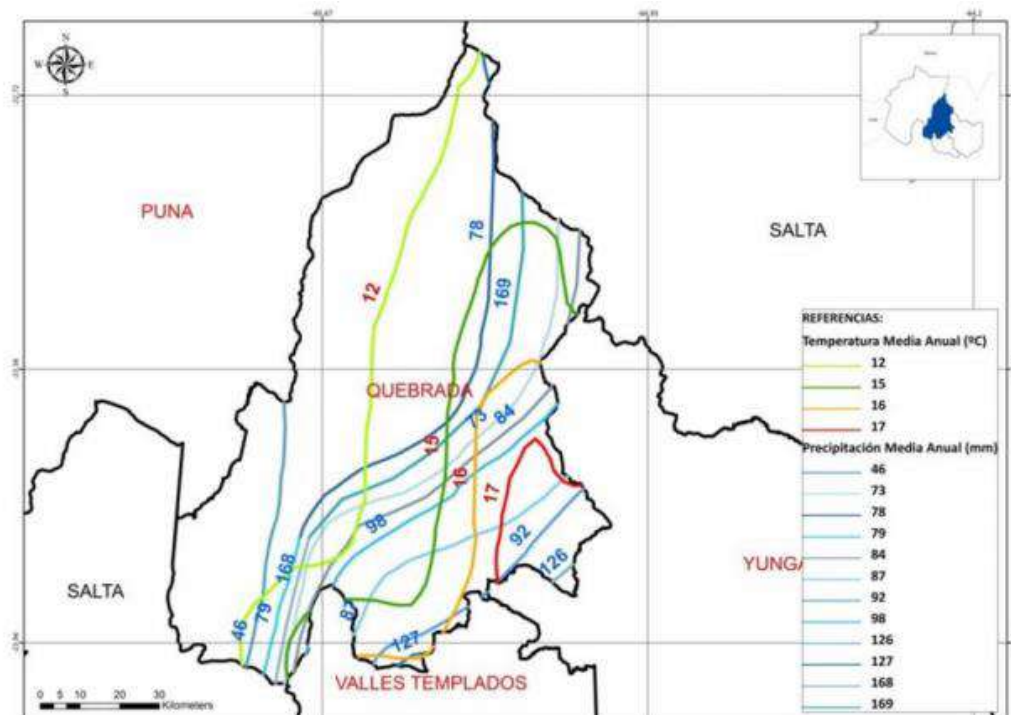 N
W E
S
PUNA
SALTA
12
78
169
QUEBRADA
73
84
15
16
17
98
92
126
168
79
46
87
127
SALTA
YUNGA
VALLES TEMPLADOS
0 5 10 20 30
Kilometers
REFERENCIAS:
Temperatura Media Anual (ºC)
12
15
16
17
Precipitación Media Anual (mm)
46
73
78
79
84
87
92
98
126
127
168
169